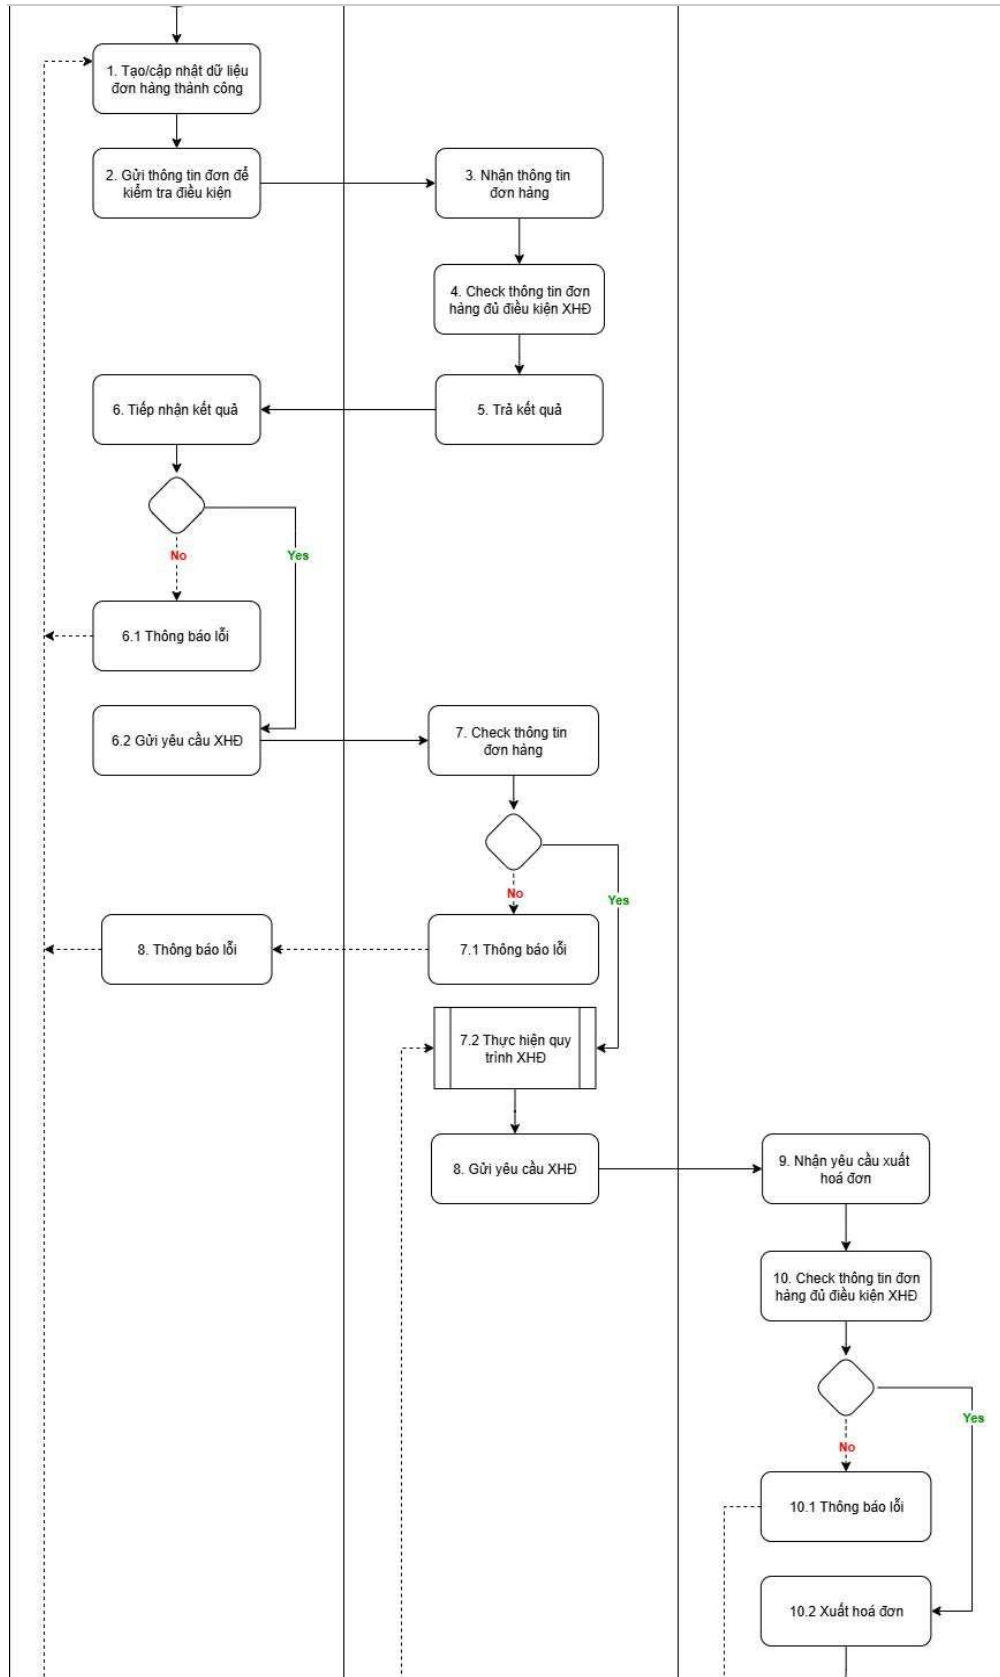 1. Tạo/cập nhật dữ liệu
đơn hàng thành công
2. Gửi thông tin đơn để
kiểm tra điều kiện
3. Nhận thông tin
đơn hàng
4. Check thông tin đơn
hàng đủ điều kiện XHĐ
6. Tiếp nhận kết quả
5. Trả kết quả
No
Yes
6.1 Thông báo lỗi
6.2 Gửi yêu cầu XHĐ
7. Check thông tin
đơn hàng
No
Yes
8. Thông báo lỗi
7.1 Thông báo lỗi
7.2 Thực hiện quy
trình XHĐ
8. Gửi yêu cầu XHĐ
9. Nhận yêu cầu xuất
hoá đơn
10. Check thông tin đơn
hàng đủ điều kiện XHĐ
Yes
No
10.1 Thông báo lỗi
10.2 Xuất hoá đơn